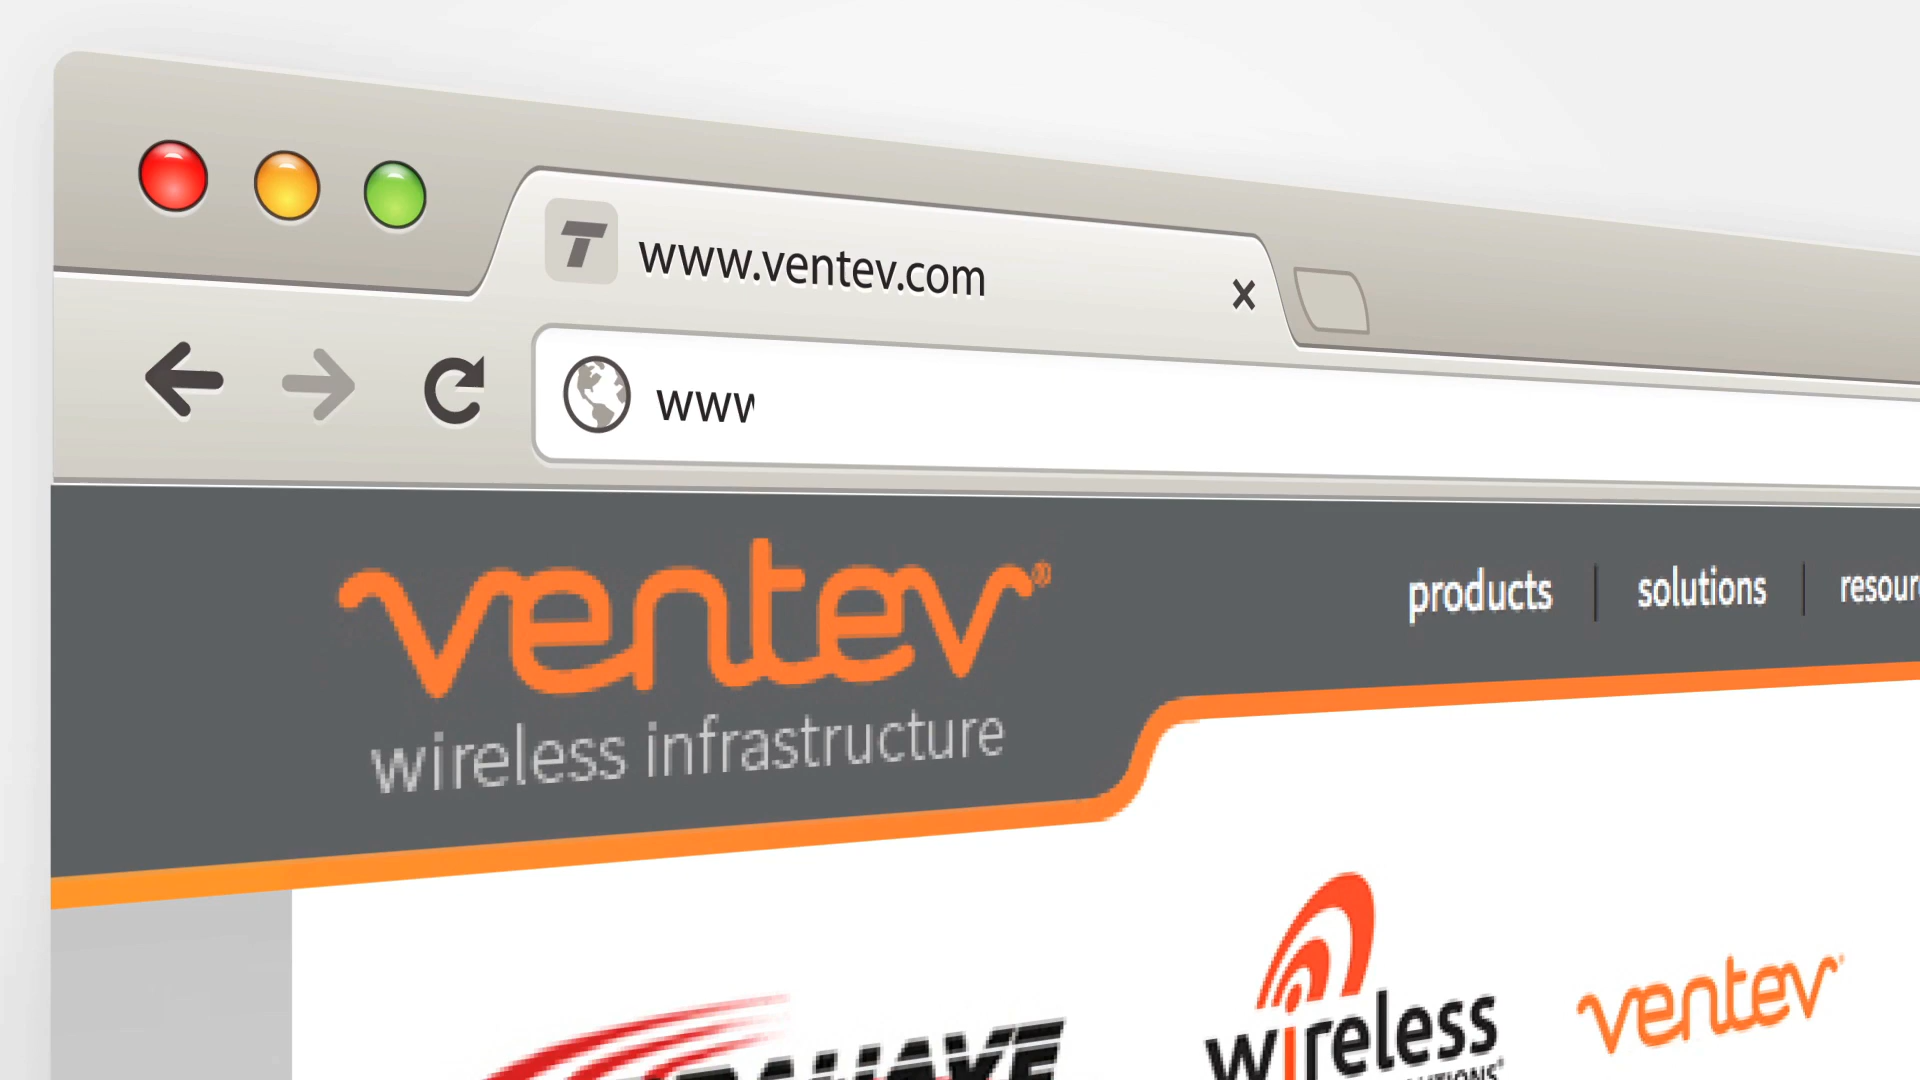 www.ventev.com
www
ventev®
wireless infrastructure
products | solutions |
wireless
ventev